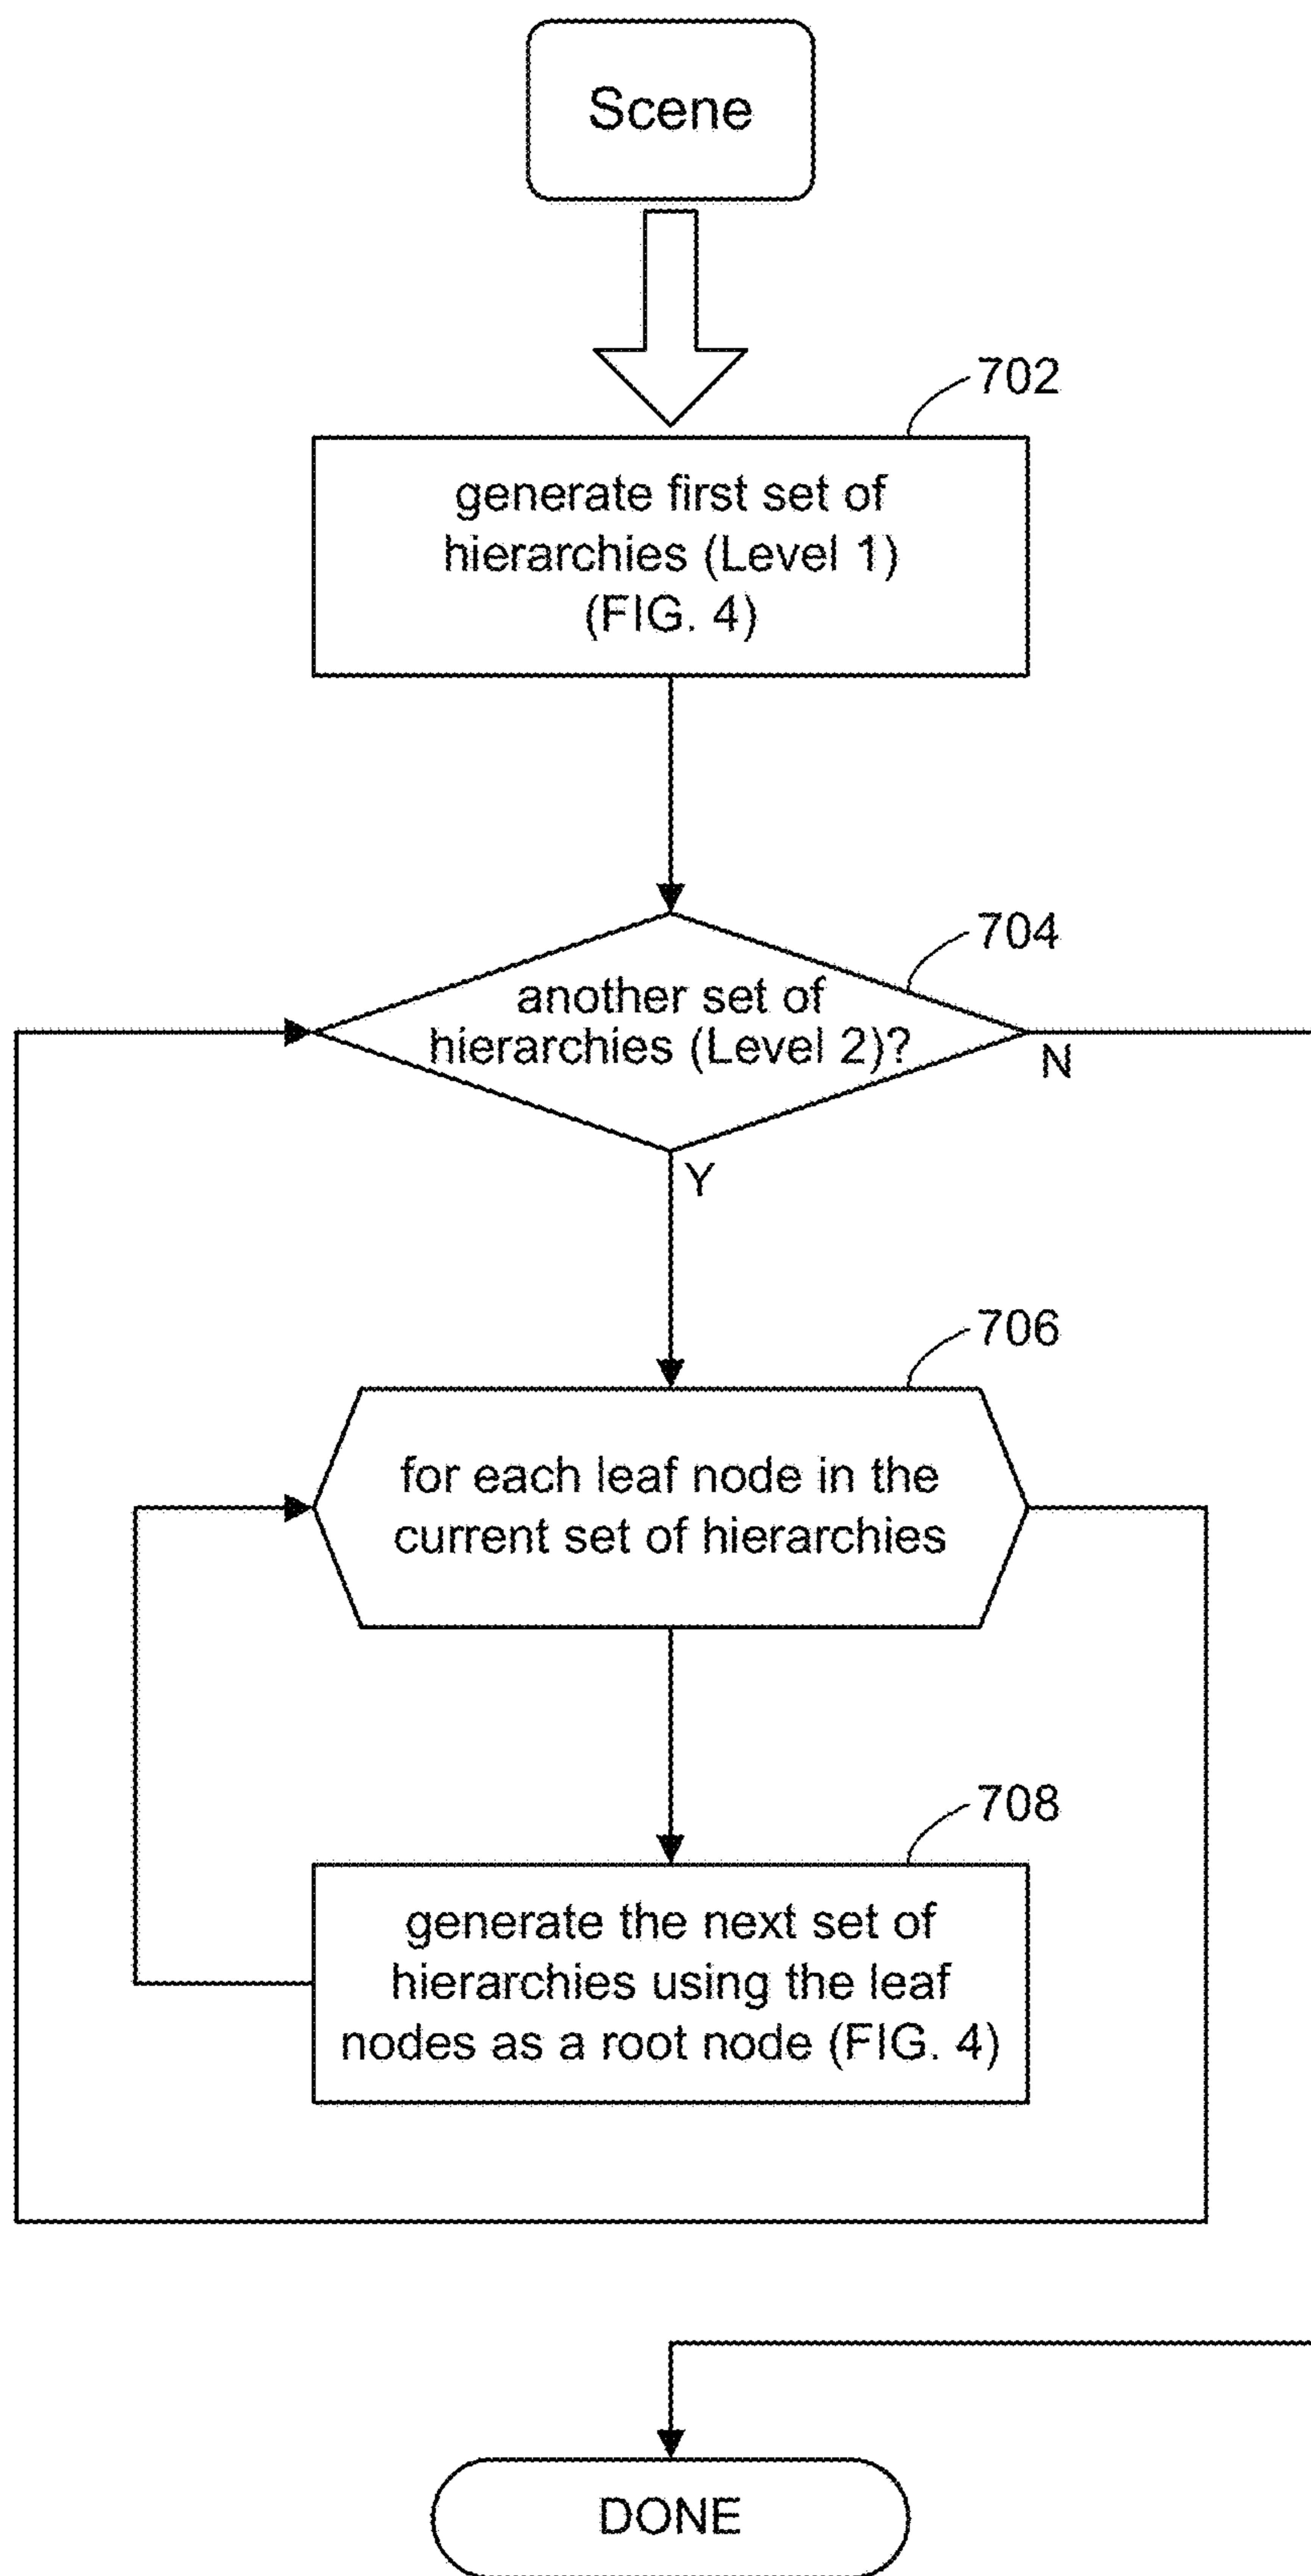 Scene
702
generate first set of
hierarchies (Level 1)
(FIG. 4)
704
another set of
hierarchies (Level 2)?
N
Y
706
for each leaf node in the
current set of hierarchies
708
generate the next set of
hierarchies using the leaf
nodes as a root node (FIG. 4)
DONE